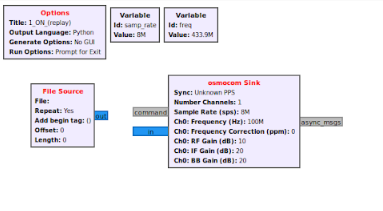 Options
Title: 1_ON_(replay)
Output Language: Python
Generate Options: No GUI
Run Options: Prompt for Exit
Variable
Id: samp_rate
Value: 8M
Variable
Id: freq
Value: 433.9M
File Source
File:
Repeat: Yes
Add begin tag: ()
Offset: 0
Length: 0
out
command
in
osmocom Sink
Sync: Unknown PPS
Number Channels: 1
Sample Rate (sps): 8M
Ch0: Frequency (Hz): 100M
Ch0: Frequency Correction (ppm): 0
Ch0: RF Gain (dB): 10
Ch0: IF Gain (dB): 20
Ch0: BB Gain (dB): 20
async_msgs